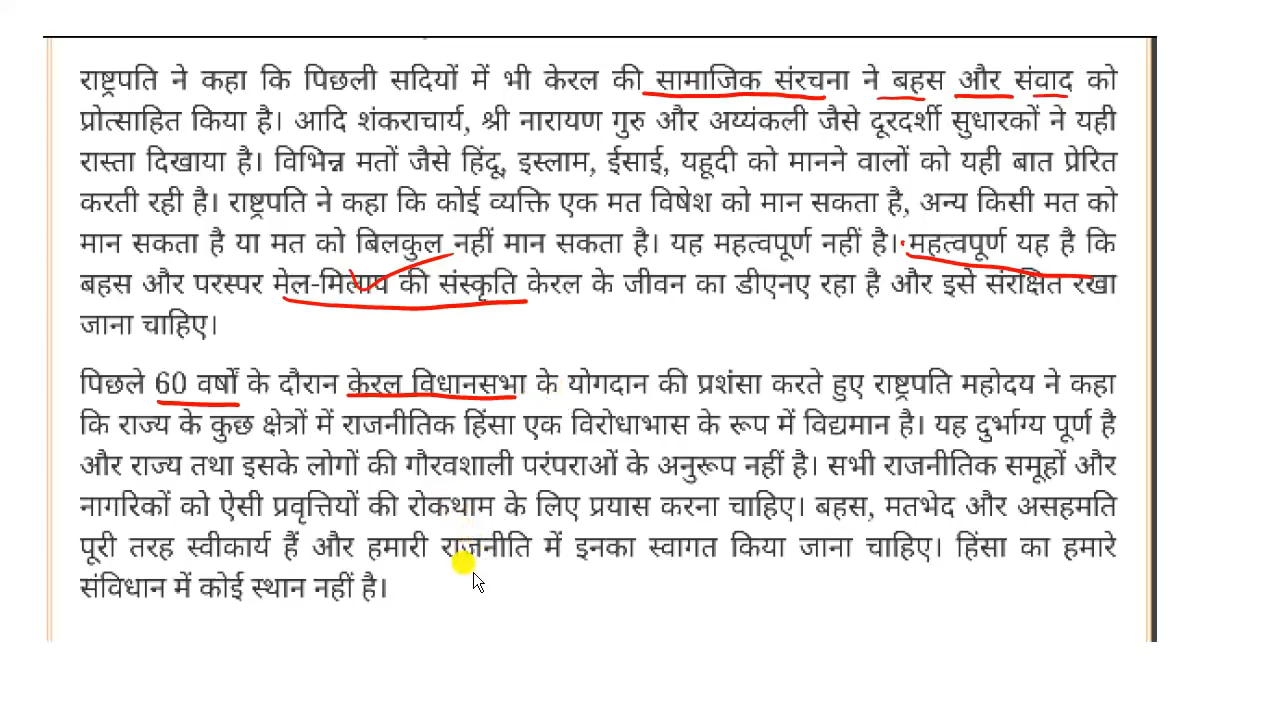 राष्ट्रपति ने कहा कि पिछली सदियों में भी केरल की सामाजिक संरचना ने बहस और संवाद को
प्रोत्साहित किया है। आदि शंकराचार्य, श्री नारायण गुरु और अय्यंकली जैसे दूरदर्शी सुधारकों ने यही
रास्ता दिखाया है। विभिन्न मतों जैसे हिंदू, इस्लाम, ईसाई, यहूदी को मानने वालों को यही बात प्रेरित
करती रही है। राष्ट्रपति ने कहा कि कोई व्यक्ति एक मत विषेश को मान सकता है, अन्य किसी मत को
मान सकता है या मत को बिलकुल नहीं मान सकता है। यह महत्वपूर्ण नहीं है। महत्वपूर्ण यह है कि
बहस और परस्पर मेल-मिलाप की संस्कृति केरल के जीवन का डीएनए रहा है और इसे संरक्षित रखा
जाना चाहिए।
पिछले 60 वर्षों के दौरान केरल विधानसभा के योगदान की प्रशंसा करते हुए राष्ट्रपति महोदय ने कहा
कि राज्य के कुछ क्षेत्रों में राजनीतिक हिंसा एक विरोधाभास के रूप में विद्यमान है। यह दुर्भाग्य पूर्ण है
और राज्य तथा इसके लोगों की गौरवशाली परंपराओं के अनुरूप नहीं है। सभी राजनीतिक समूहों और
नागरिकों को ऐसी प्रवृत्तियों की रोकथाम के लिए प्रयास करना चाहिए। बहस, मतभेद और असहमति
पूरी तरह स्वीकार्य हैं और हमारी राजनीति में इनका स्वागत किया जाना चाहिए। हिंसा का हमारे
संविधान में कोई स्थान नहीं है।